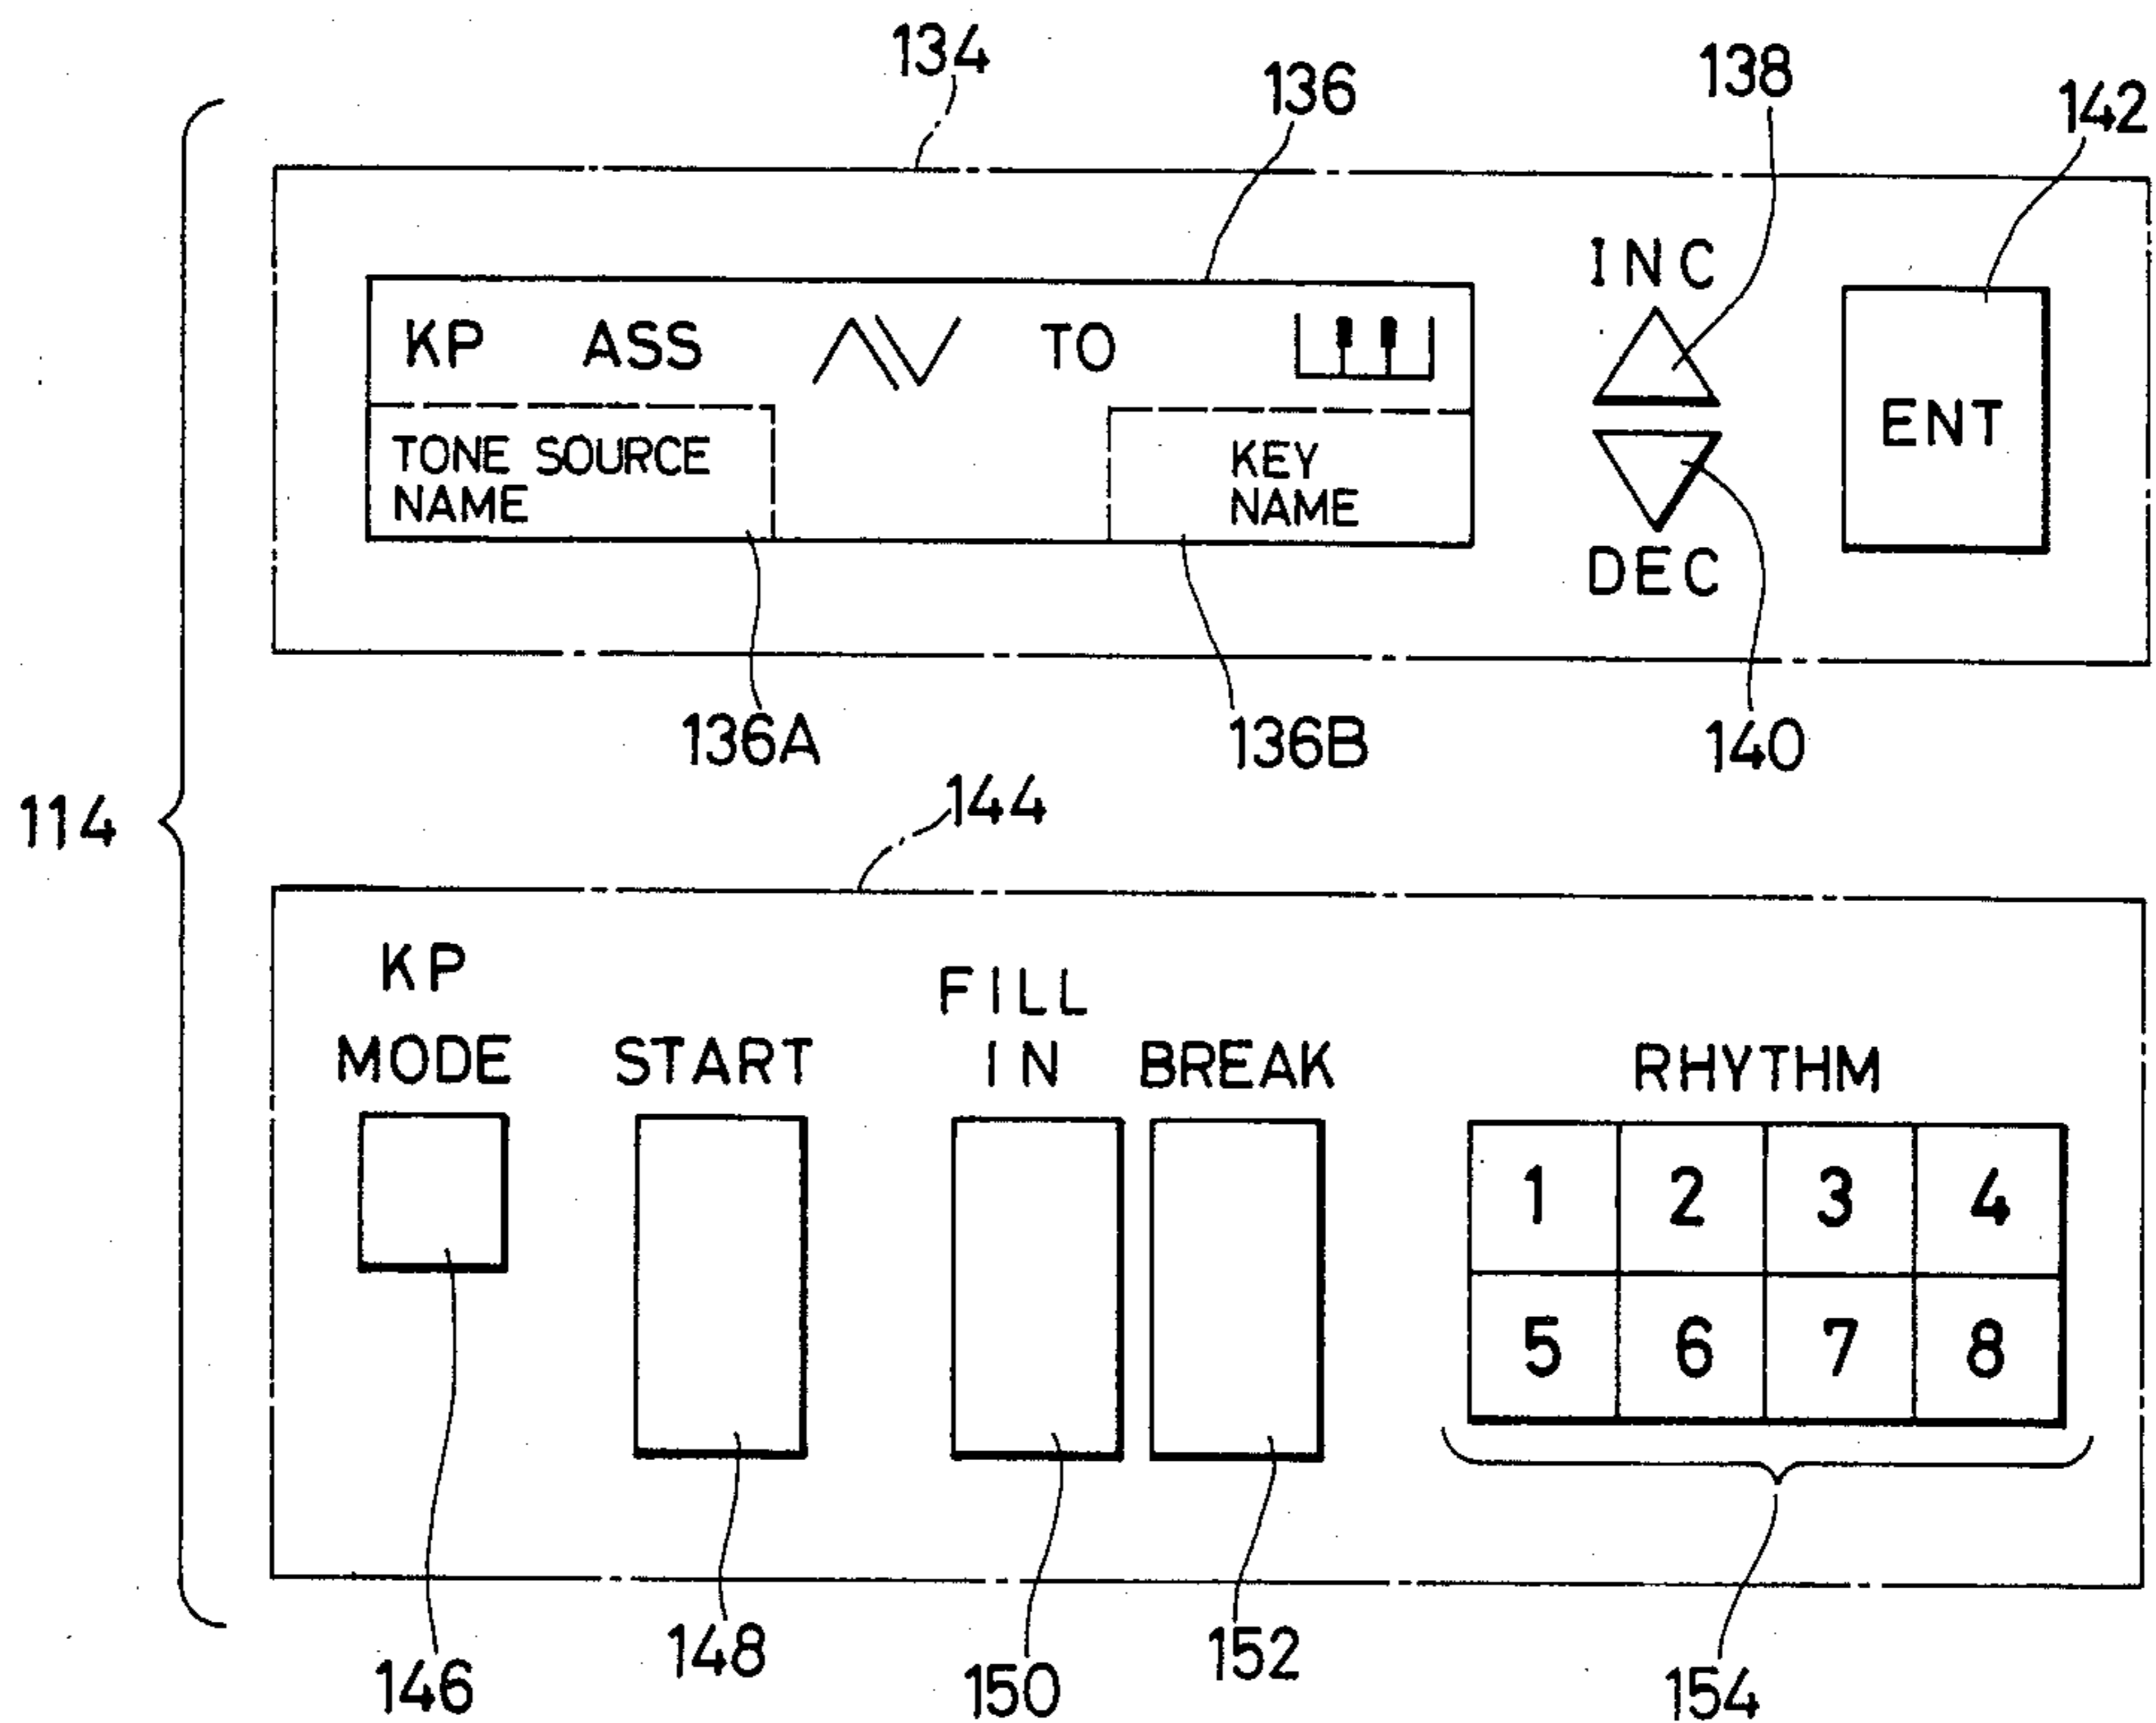 134
136
138
142
INC
KP ASS TO
ENT
TONE SOURCE
NAME
KEY
NAME
DEC
136A
136B
140
114
144
KP
MODE
START
FILL
IN
BREAK
RHYTHM
1 2 3 4
5 6 7 8
146
148
150
152
154